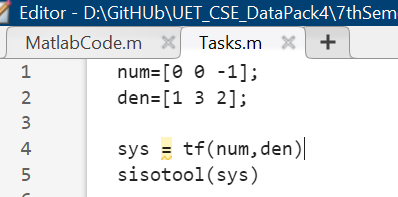 Editor - D:\GitHUb\UET_CSE_DataPack4\7thSem
MatlabCode.m × Tasks.m × +
1 num=[0 0 -1];
2 den=[1 3 2];
3
4 sys = tf(num,den)
5 sisotool(sys)